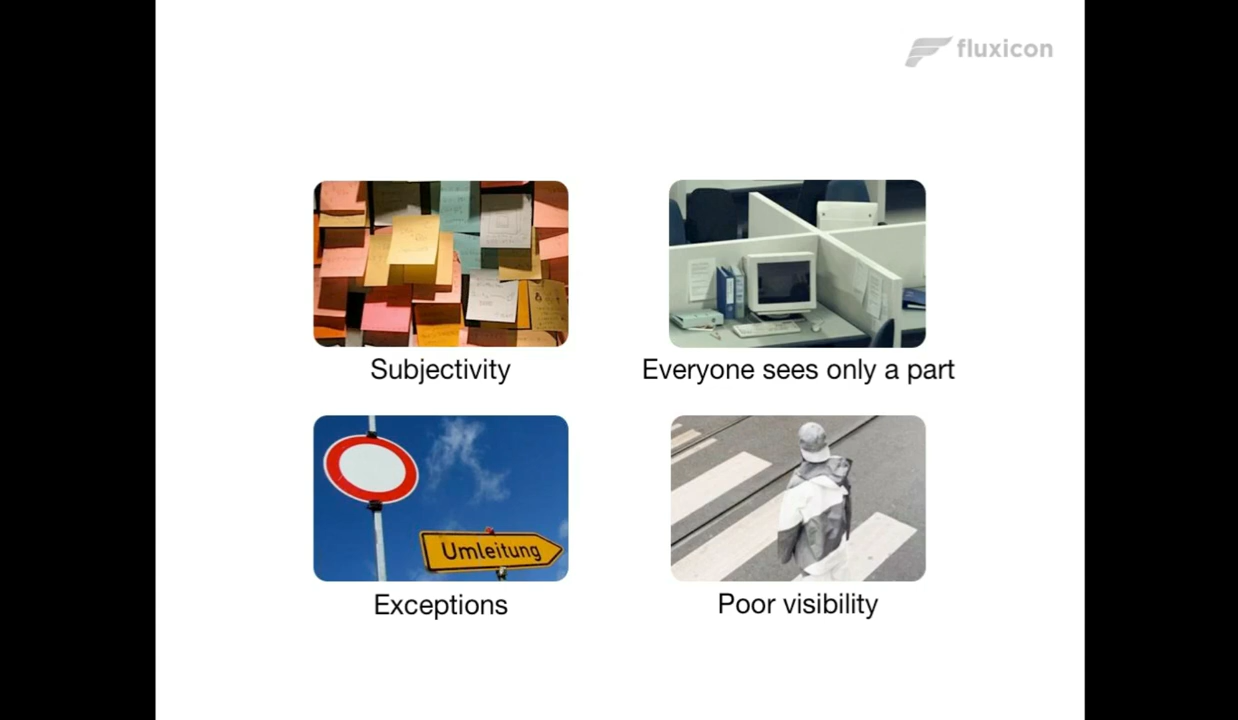 fluxicon
Subjectivity
Everyone sees only a part
Umleitung
Exceptions
Poor visibility